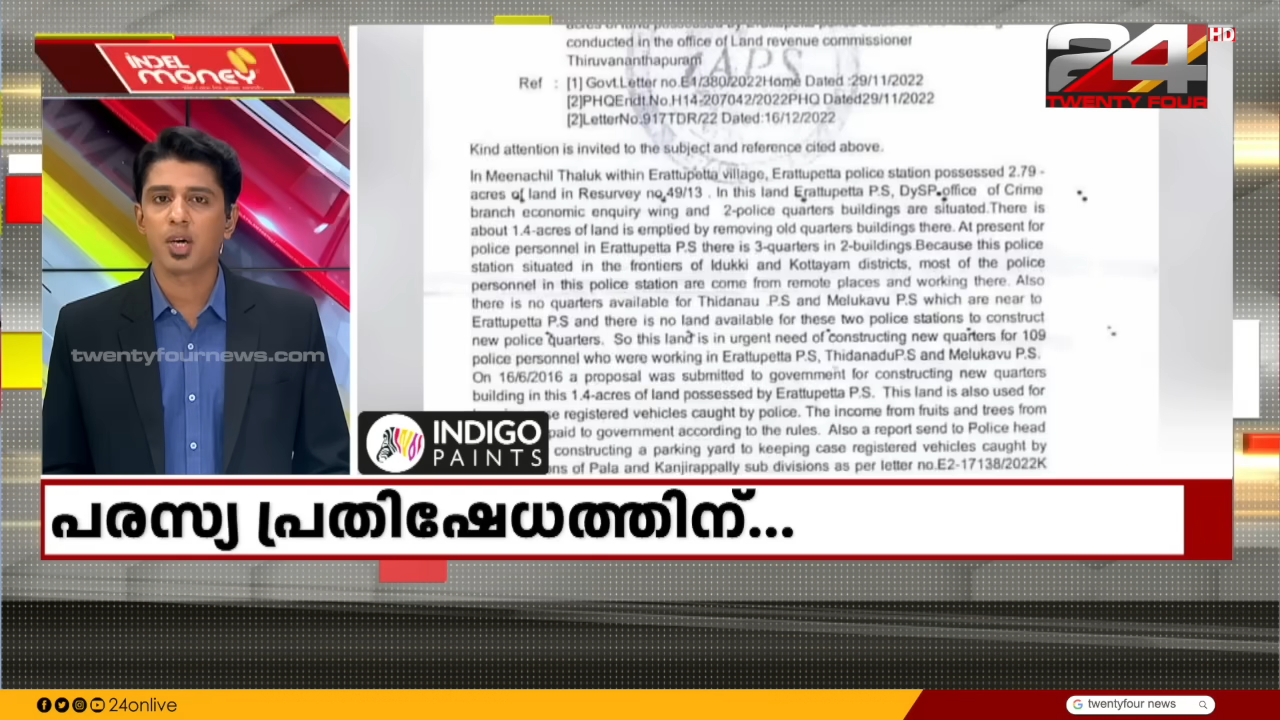 INDEL
money
24
HD
TWENTY FOUR
conducted in the office of Land revenue commissioner
Thiruvananthapuram
Ref : [1] Govt.Letter no.E1/380/2022Home Dated :29/11/2022
[2]PHQEndt.No.H14-207042/2022PHQ Dated29/11/2022
[2]LetterNo.917TDR/22 Dated:16/12/2022
Kind attention is invited to the subject and reference cited above.
In Meenachil Thaluk within Erattupetta village, Erattupetta police station possessed 2.79 -
acres of land in Resurvey no.49/13 . In this land Erattupetta P.S, DySP office of Crime
branch economic enquiry wing and 2-police quarters buildings are situated.There is
about 1.4-acres of land is emptied by removing old quarters buildings there. At present for
police personnel in Erattupetta P.S there is 3-quarters in 2-buildings.Because this police
station situated in the frontiers of Idukki and Kottayam districts, most of the police
personnel in this police station are come from remote places and working there. Also
there is no quarters available for Thidanau .P.S and Melukavu P.S which are near to
Erattupetta P.S and there is no land available for these two police stations to construct
new police quarters. So this land is in urgent need of constructing new quarters for 109
police personnel who were working in Erattupetta P.S, ThidanaduP.S and Melukavu P.S.
On 16/6/2016 a proposal was submitted to government for constructing new quarters
building in this 1.4-acres of land possessed by Erattupetta P.S. This land is also used for
registered vehicles caught by police. The income from fruits and trees from
paid to government according to the rules. Also a report send to Police head
constructing a parking yard to keeping case registered vehicles caught by
of Pala and Kanjirappally sub divisions as per letter no.E2-17138/2022K
twentyfournews.com
INDIGO
PAINTS
പരസ്യ പ്രതിഷേധത്തിന്...
24onlive
twentyfour news